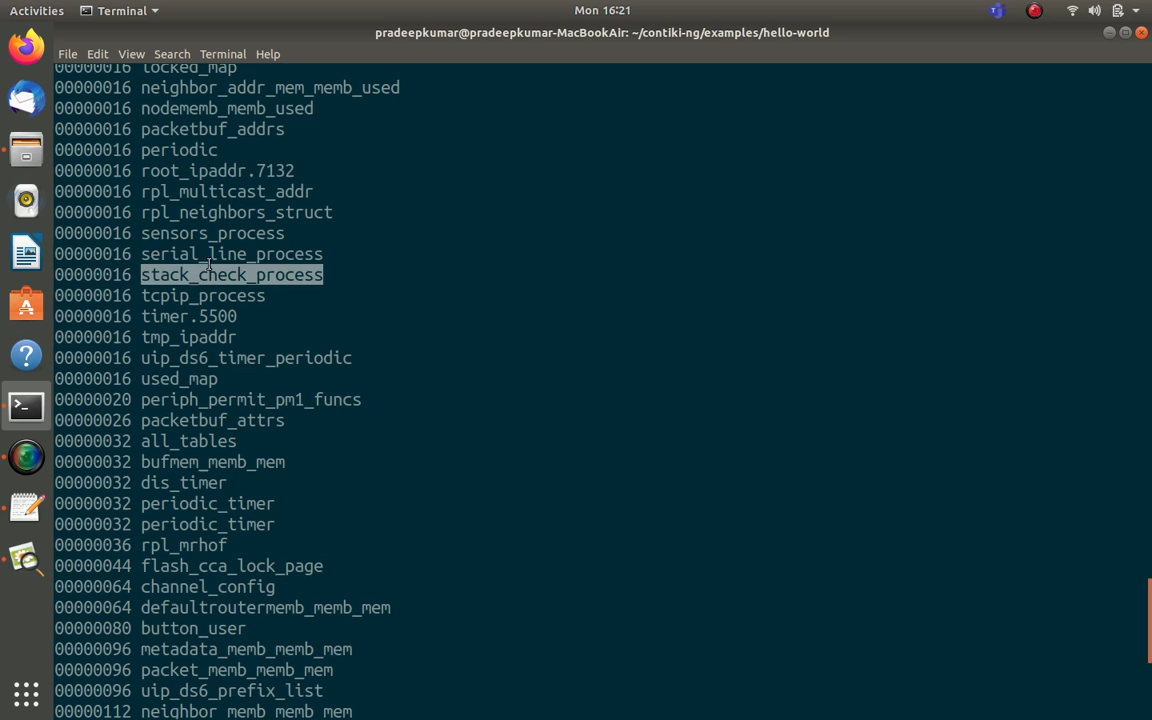 Activities Terminal Mon 16:21
pradeepkumar@pradeepkumar-MacBookAir: ~/contiki-ng/examples/hello-world
File Edit View Search Terminal Help
00000016 locked_map
00000016 neighbor_addr_mem_memb_used
00000016 nodememb_memb_used
00000016 packetbuf_addrs
00000016 periodic
00000016 root_ipaddr.7132
00000016 rpl_multicast_addr
00000016 rpl_neighbors_struct
00000016 sensors_process
00000016 serial_line_process
00000016 stack_check_process
00000016 tcpip_process
00000016 timer.5500
00000016 tmp_ipaddr
00000016 uip_ds6_timer_periodic
00000016 used_map
00000020 periph_permit_pm1_funcs
00000026 packetbuf_attrs
00000032 all_tables
00000032 bufmem_memb_mem
00000032 dis_timer
00000032 periodic_timer
00000032 periodic_timer
00000036 rpl_mrhof
00000044 flash_cca_lock_page
00000064 channel_config
00000064 defaultroutermemb_memb_mem
00000080 button_user
00000096 metadata_memb_memb_mem
00000096 packet_memb_memb_mem
00000096 uip_ds6_prefix_list
00000112 neighbor_memb_memb_mem